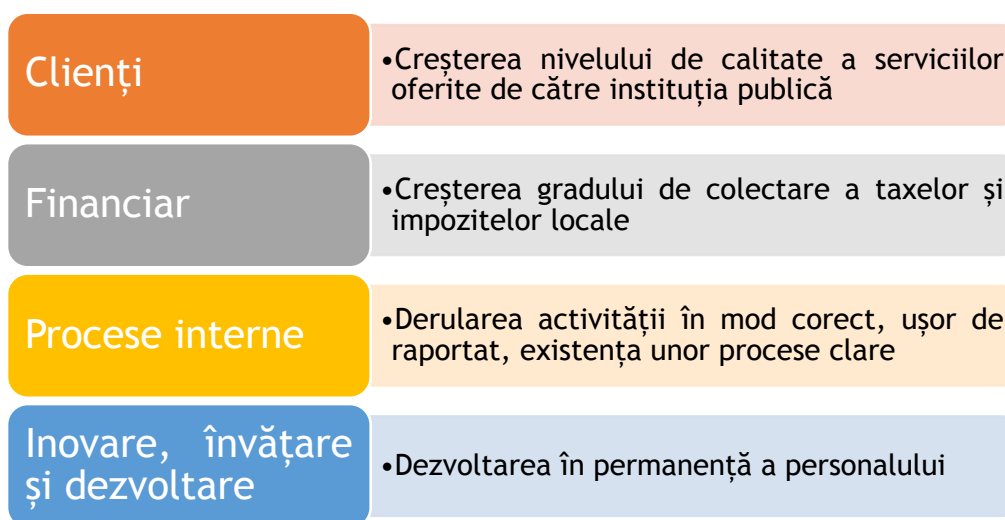 Clienți
•Creșterea nivelului de calitate a serviciilor
oferite de către instituția publică
Financiar
•Creșterea gradului de colectare a taxelor și
impozitelor locale
Procese interne
•Derularea activității în mod corect, ușor de
raportat, existența unor procese clare
Inovare, învățare
și dezvoltare
•Dezvoltarea în permanență a personalului